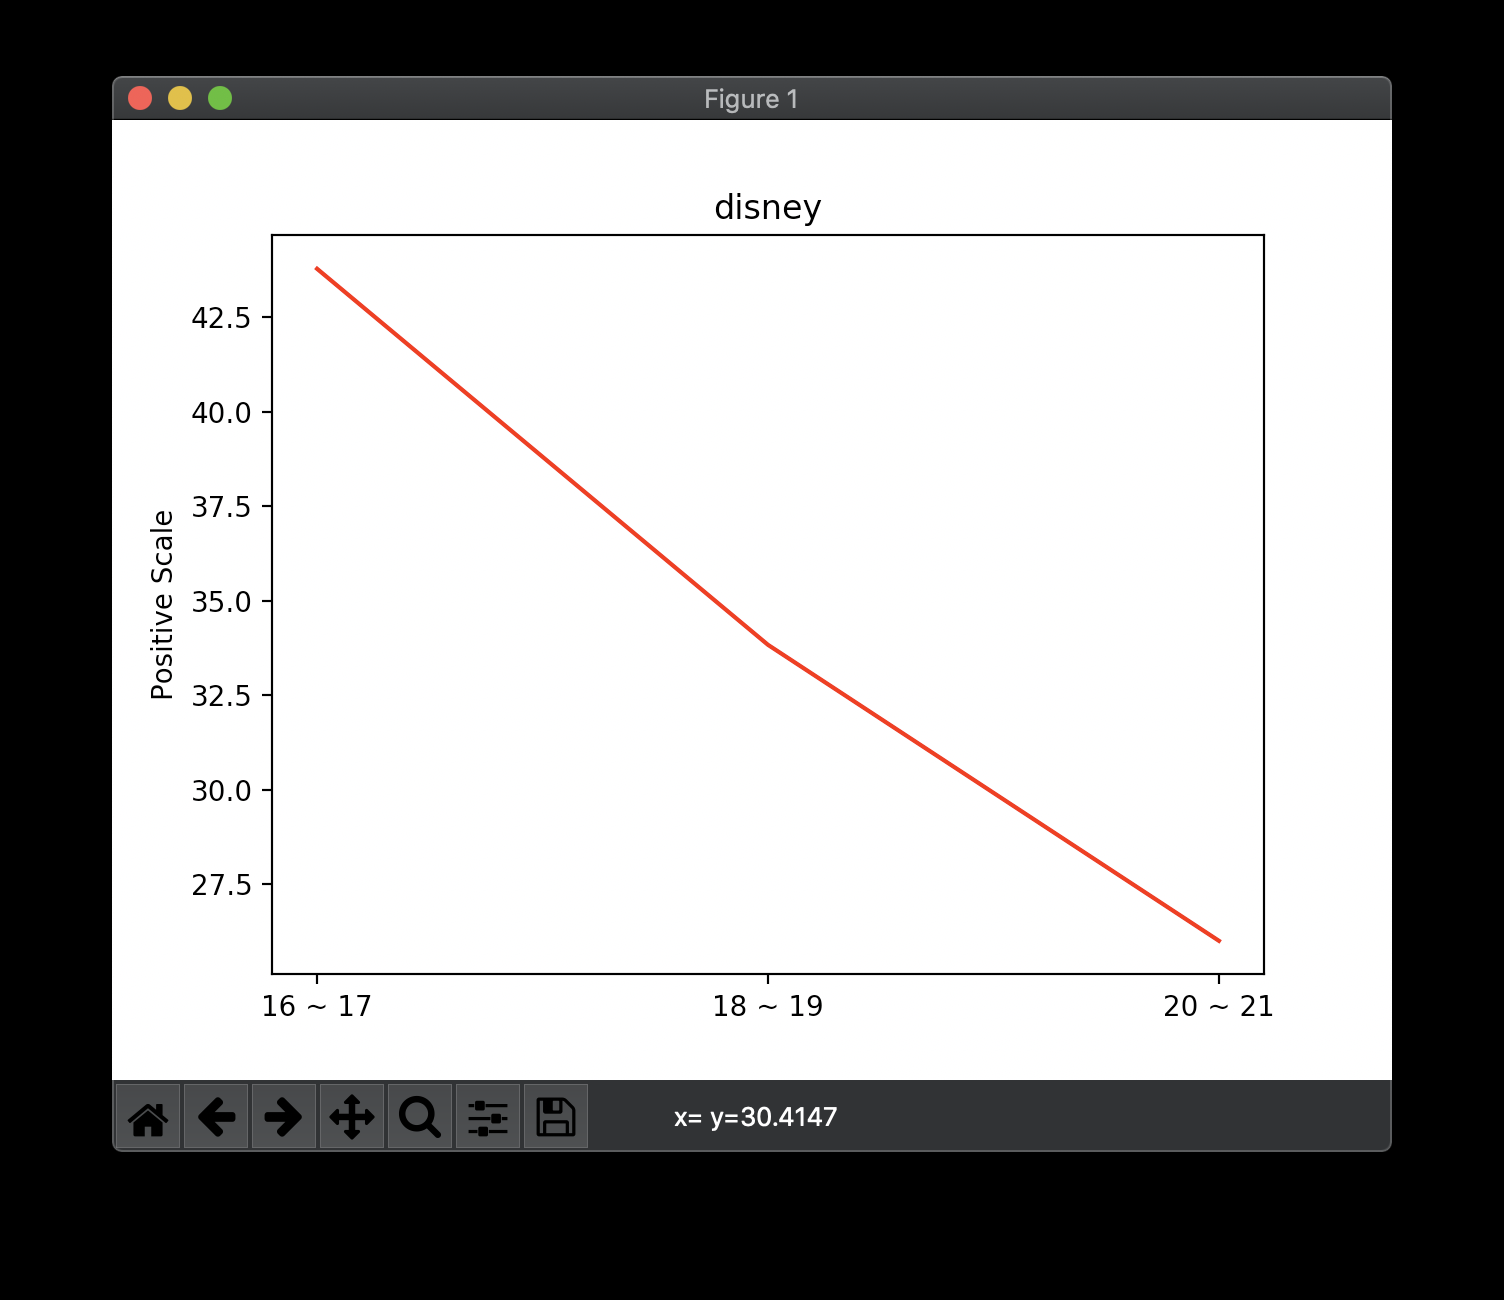 Figure 1
disney
42.5
40.0
37.5
35.0
32.5
30.0
27.5
Positive Scale
16 ~ 17
18 ~ 19
20 ~ 21
x= y=30.4147